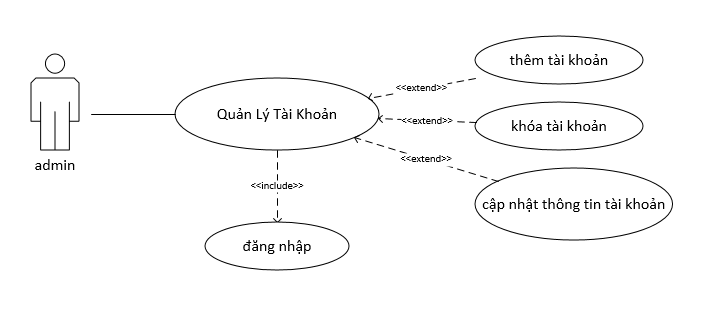 thêm tài khoản
<<extend>>
Quản Lý Tài Khoản
<<extend>>
khóa tài khoản
<<extend>>
admin
<<include>>
cập nhật thông tin tài khoản
đăng nhập